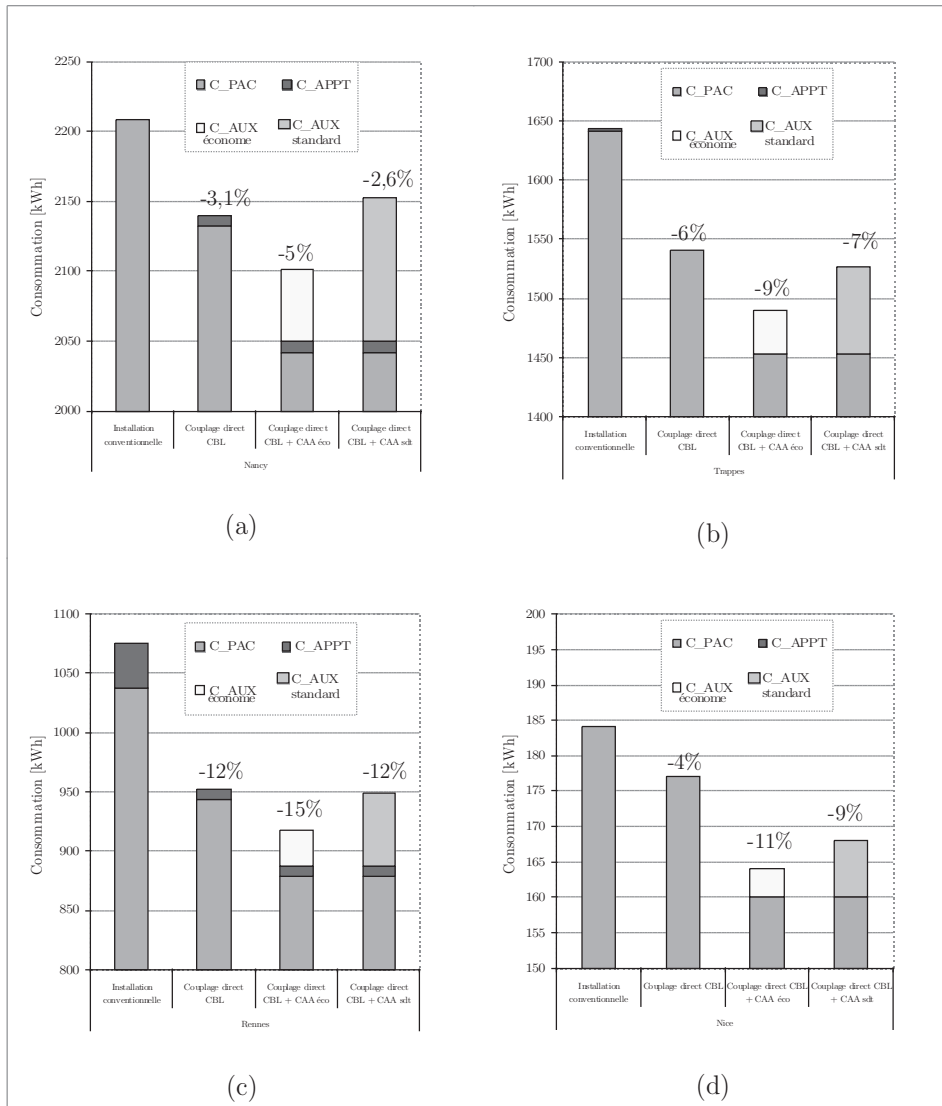 2250
2200
2150
2100
2050
2000
Consommation [kWh]
C_PAC
C_APPT
C_AUX
économe
C_AUX
standard
-3,1%
-5%
-2,6%
Installation
conventionnelle
Couplage direct
CBL
Couplage direct
CBL + CAA éco
Couplage direct
CBL + CAA sdt
Nancy
(a)
1700
1650
1600
1550
1500
1450
1400
Consommation [kWh]
C_PAC
C_APPT
C_AUX
économe
C_AUX
standard
-6%
-9%
-7%
Installation
conventionnelle
Couplage direct
CBL
Couplage direct
CBL + CAA éco
Couplage direct
CBL + CAA sdt
Trappes
(b)
1100
1050
1000
950
900
850
800
Consommation [kWh]
C_PAC
C_APPT
C_AUX
économe
C_AUX
standard
-12%
-15%
-12%
Installation
conventionnelle
Couplage direct
CBL
Couplage direct
CBL + CAA éco
Couplage direct
CBL + CAA sdt
Rennes
(c)
200
195
190
185
180
175
170
165
160
155
150
Consommation [kWh]
C_PAC
C_APPT
C_AUX
économe
C_AUX
standard
-4%
-11%
-9%
Installation
conventionnelle
Couplage direct CBL
Couplage direct CBL
+ CAA éco
Couplage direct CBL
+ CAA sdt
Nice
(d)